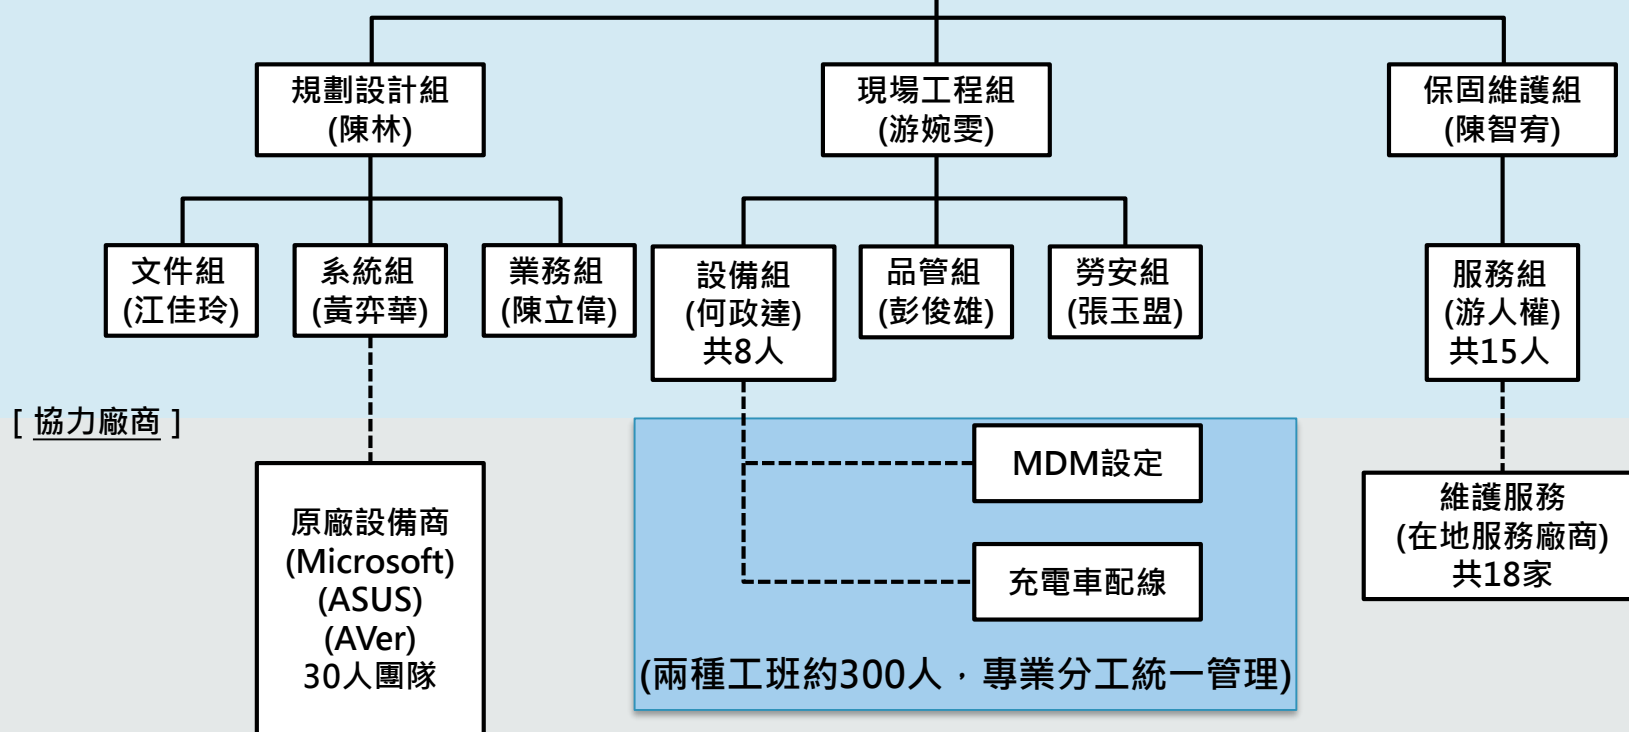 規劃設計組
(陳林)
現場工程組
(游婉雯)
保固維護組
(陳智宥)
文件組
(江佳玲)
系統組
(黃弈華)
業務組
(陳立偉)
設備組
(何政達)
共8人
品管組
(彭俊雄)
勞安組
(張玉盟)
服務組
(游人權)
共15人
[ 協力廠商 ]
原廠設備商
(Microsoft)
(ASUS)
(AVer)
30人團隊
MDM設定
充電車配線
(兩種工班約300人，專業分工統一管理)
維護服務
(在地服務廠商)
共18家